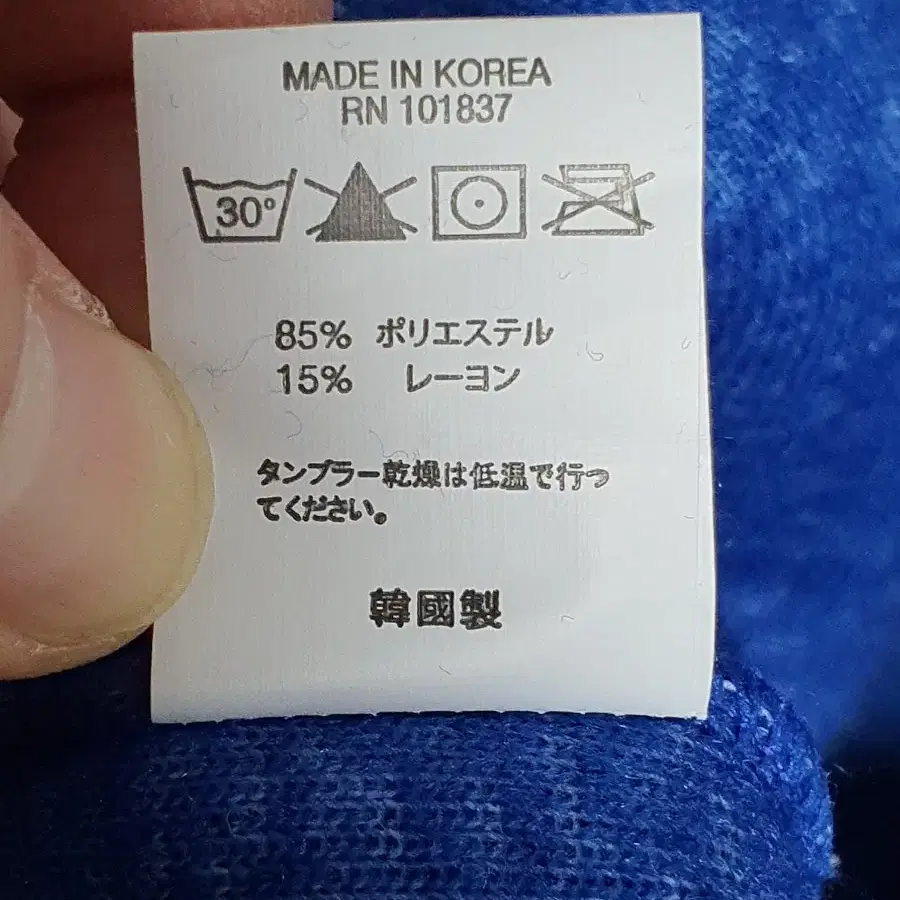 MADE IN KOREA
RN 101837
30°
85% ポリエステル
15% レーヨン
タンブラー乾燥は低温で行っ
てください。
韓國製